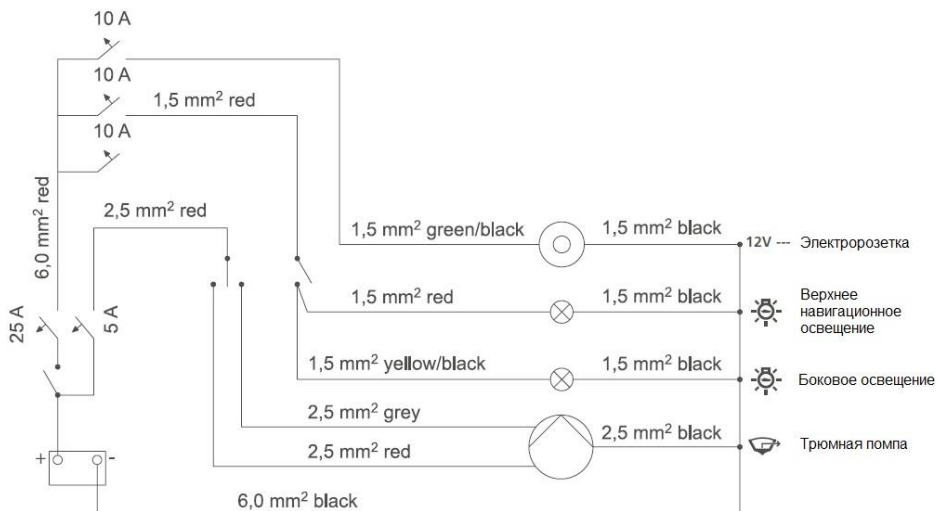 10 A
10 A
1,5 mm² red
10 A
6,0 mm² red
2,5 mm² red
1,5 mm² green/black
1,5 mm² black
12V --- Электророзетка
25 A
5 A
1,5 mm² red
1,5 mm² black
Верхнее
навигационное
освещение
1,5 mm² yellow/black
1,5 mm² black
Боковое освещение
2,5 mm² grey
2,5 mm² black
Трюмная помпа
2,5 mm² red
+
-
6,0 mm² black